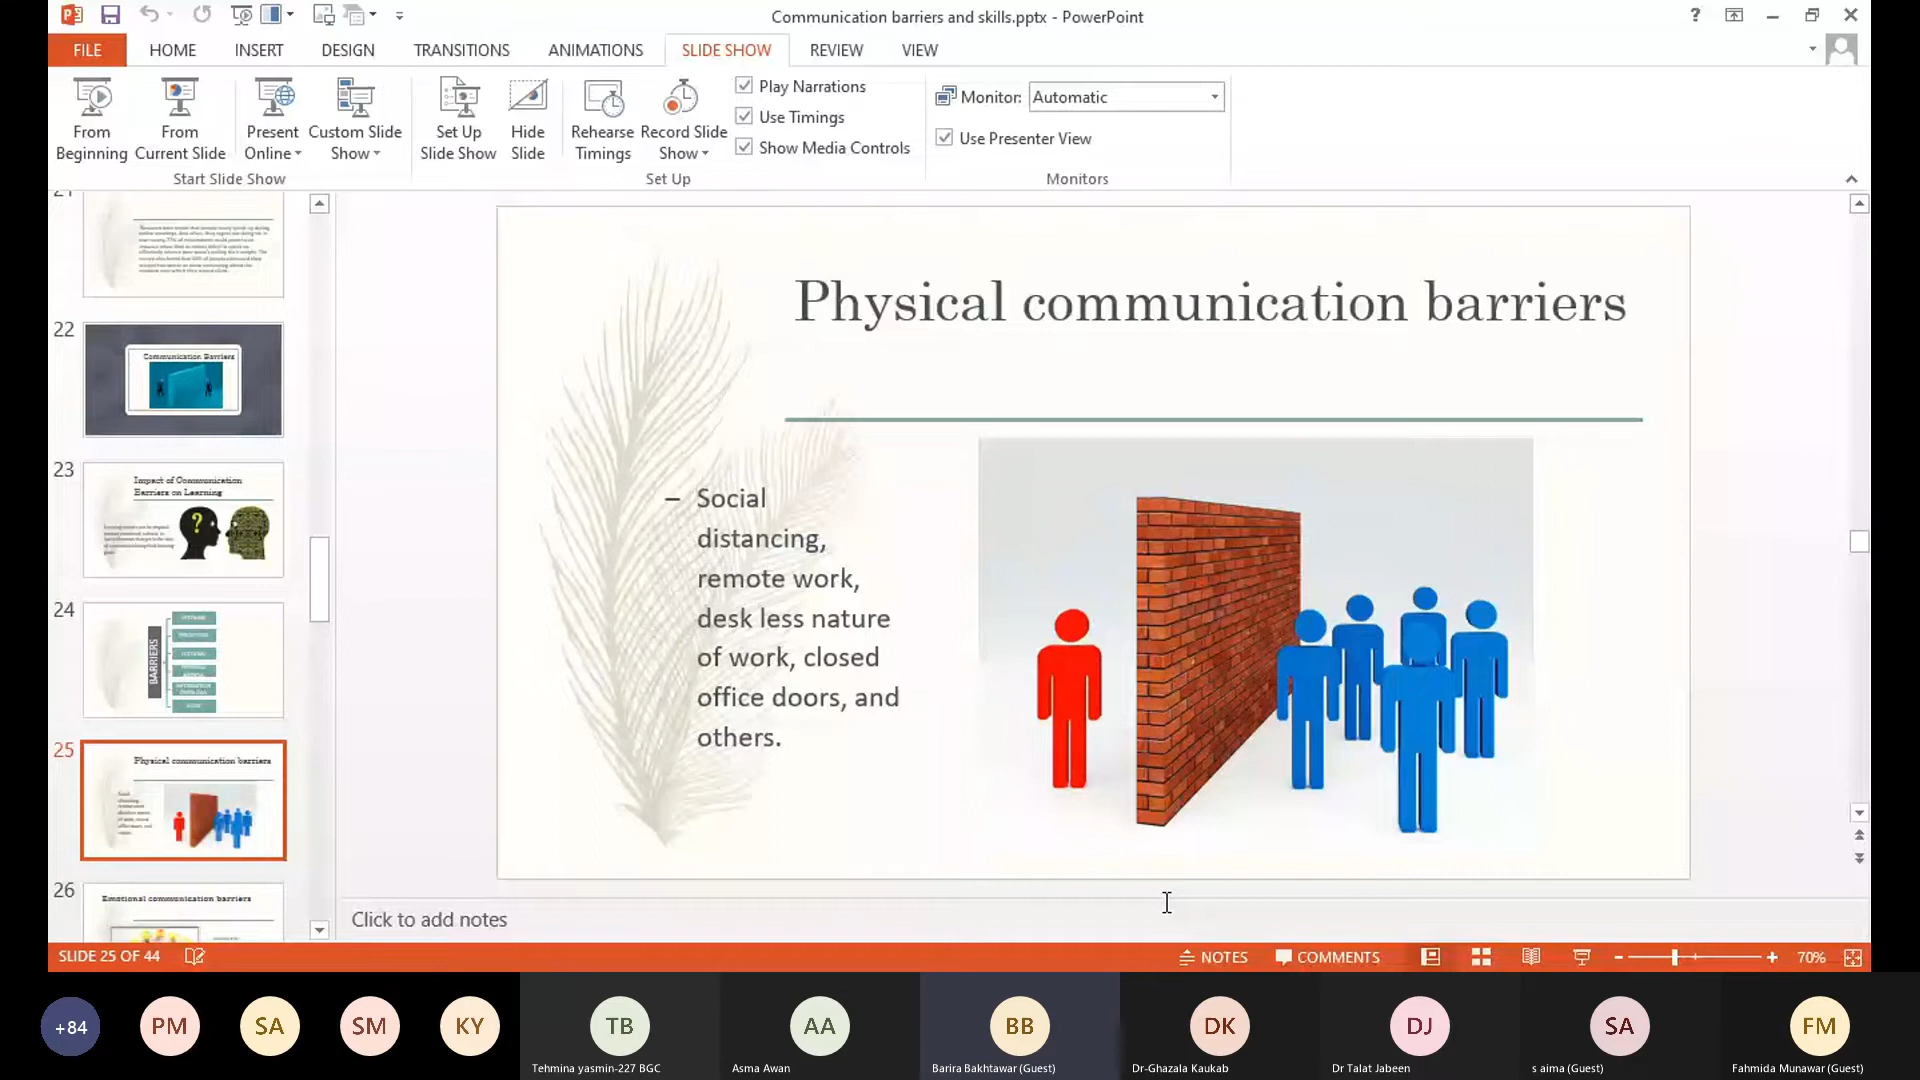 Communication barriers and skills.pptx - PowerPoint
?
FILE HOME INSERT DESIGN TRANSITIONS ANIMATIONS SLIDE SHOW REVIEW VIEW
From Beginning
From Current Slide
Present Online
Custom Slide Show
Set Up Slide Show
Hide Slide
Rehearse Timings
Record Slide Show
Play Narrations
Use Timings
Show Media Controls
Monitor: Automatic
Use Presenter View
Start Slide Show
Set Up
Monitors
22
Communication Barriers
23
Impact of Communication
Barriers on Learning
?
24
BARRIERS
25
Physical communication barriers
26
Emotional communication barriers
Physical communication barriers
– Social
distancing,
remote work,
desk less nature
of work, closed
office doors, and
others.
Click to add notes
SLIDE 25 OF 44
NOTES
COMMENTS
70%
+84
PM
SA
SM
KY
TB
AA
BB
DK
DJ
SA
FM
Tehmina yasmin-227 BGC
Asma Awan
Barira Bakhtawar (Guest)
Dr-Ghazala Kaukab
Dr Talat Jabeen
s aima (Guest)
Fahmida Munawar (Guest)